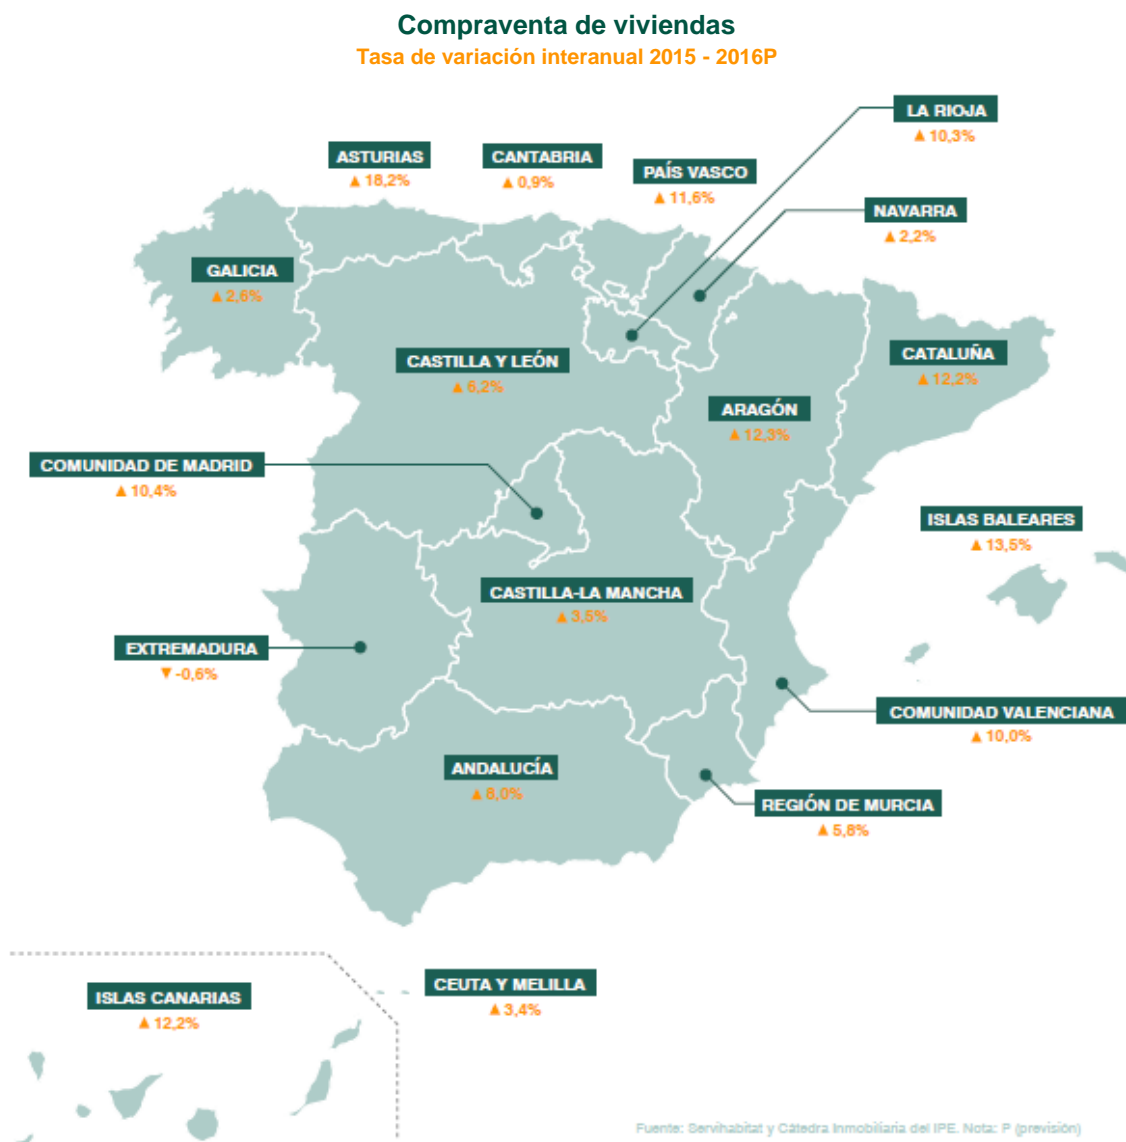 Compraventa de viviendas
Tasa de variación interanual 2015 - 2016P
LA RIOJA
▲ 10,3%
ASTURIAS
▲ 18,2%
CANTABRIA
▲ 0,9%
PAÍS VASCO
▲ 11,6%
NAVARRA
▲ 2,2%
GALICIA
▲ 2,6%
CASTILLA Y LEÓN
▲ 6,2%
CATALUÑA
▲ 12,2%
ARAGÓN
▲ 12,3%
COMUNIDAD DE MADRID
▲ 10,4%
ISLAS BALEARES
▲ 13,5%
CASTILLA-LA MANCHA
▲ 3,5%
EXTREMADURA
▼ -0,6%
COMUNIDAD VALENCIANA
▲ 10,0%
ANDALUCÍA
▲ 8,0%
REGIÓN DE MURCIA
▲ 5,8%
CEUTA Y MELILLA
▲ 3,4%
ISLAS CANARIAS
▲ 12,2%
Fuente: Servihabitat y Cátedra Inmobiliaria del IPE. Nota: P (previsión)